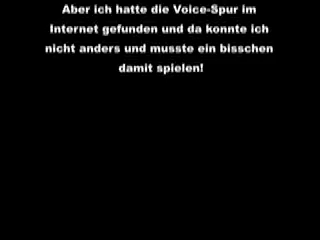 Aber ich hatte die Voice-Spur im
Internet gefunden und da konnte ich
nicht anders und musste ein bisschen
damit spielen!